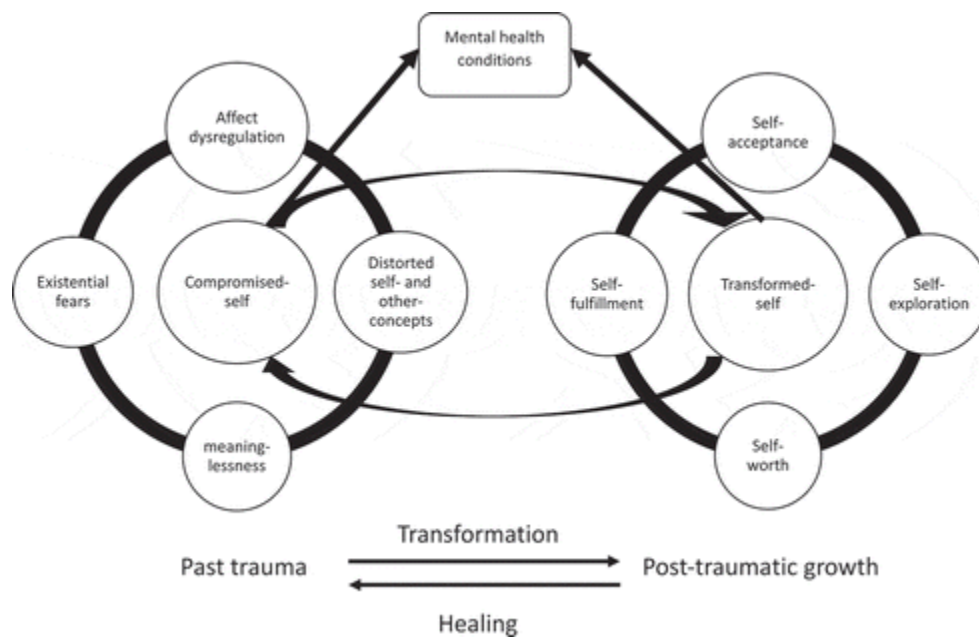 Mental health
conditions
Affect
dysregulation
Self-
acceptance
Existential
fears
Compromised-
self
Distorted
self- and
other-
concepts
Self-
fulfillment
Transformed-
self
Self-
exploration
meaning-
lessness
Self-
worth
Transformation
Past trauma
Post-traumatic growth
Healing